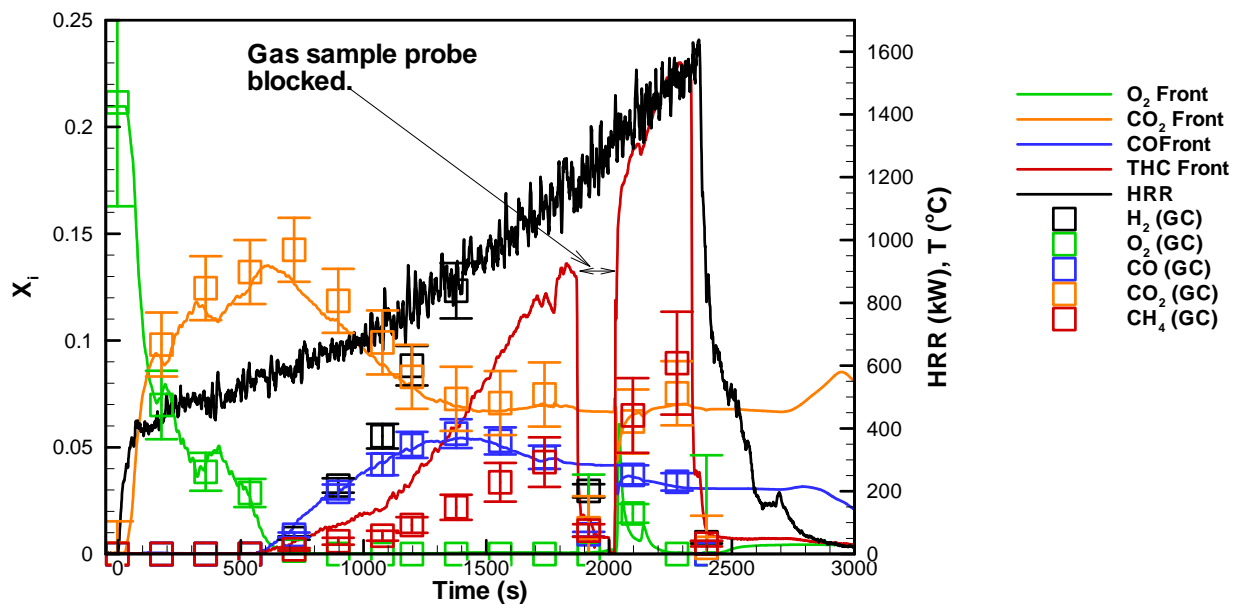 Gas sample probe
blocked.
X_i
0.25
0.2
0.15
0.1
0.05
0
0 500 1000 1500 2000 2500 3000
Time (s)
1600
1400
1200
1000
800
600
400
200
0
HRR (kW), T (°C)
O₂ Front
CO₂ Front
COFront
THC Front
HRR
H₂ (GC)
O₂ (GC)
CO (GC)
CO₂ (GC)
CH₄ (GC)